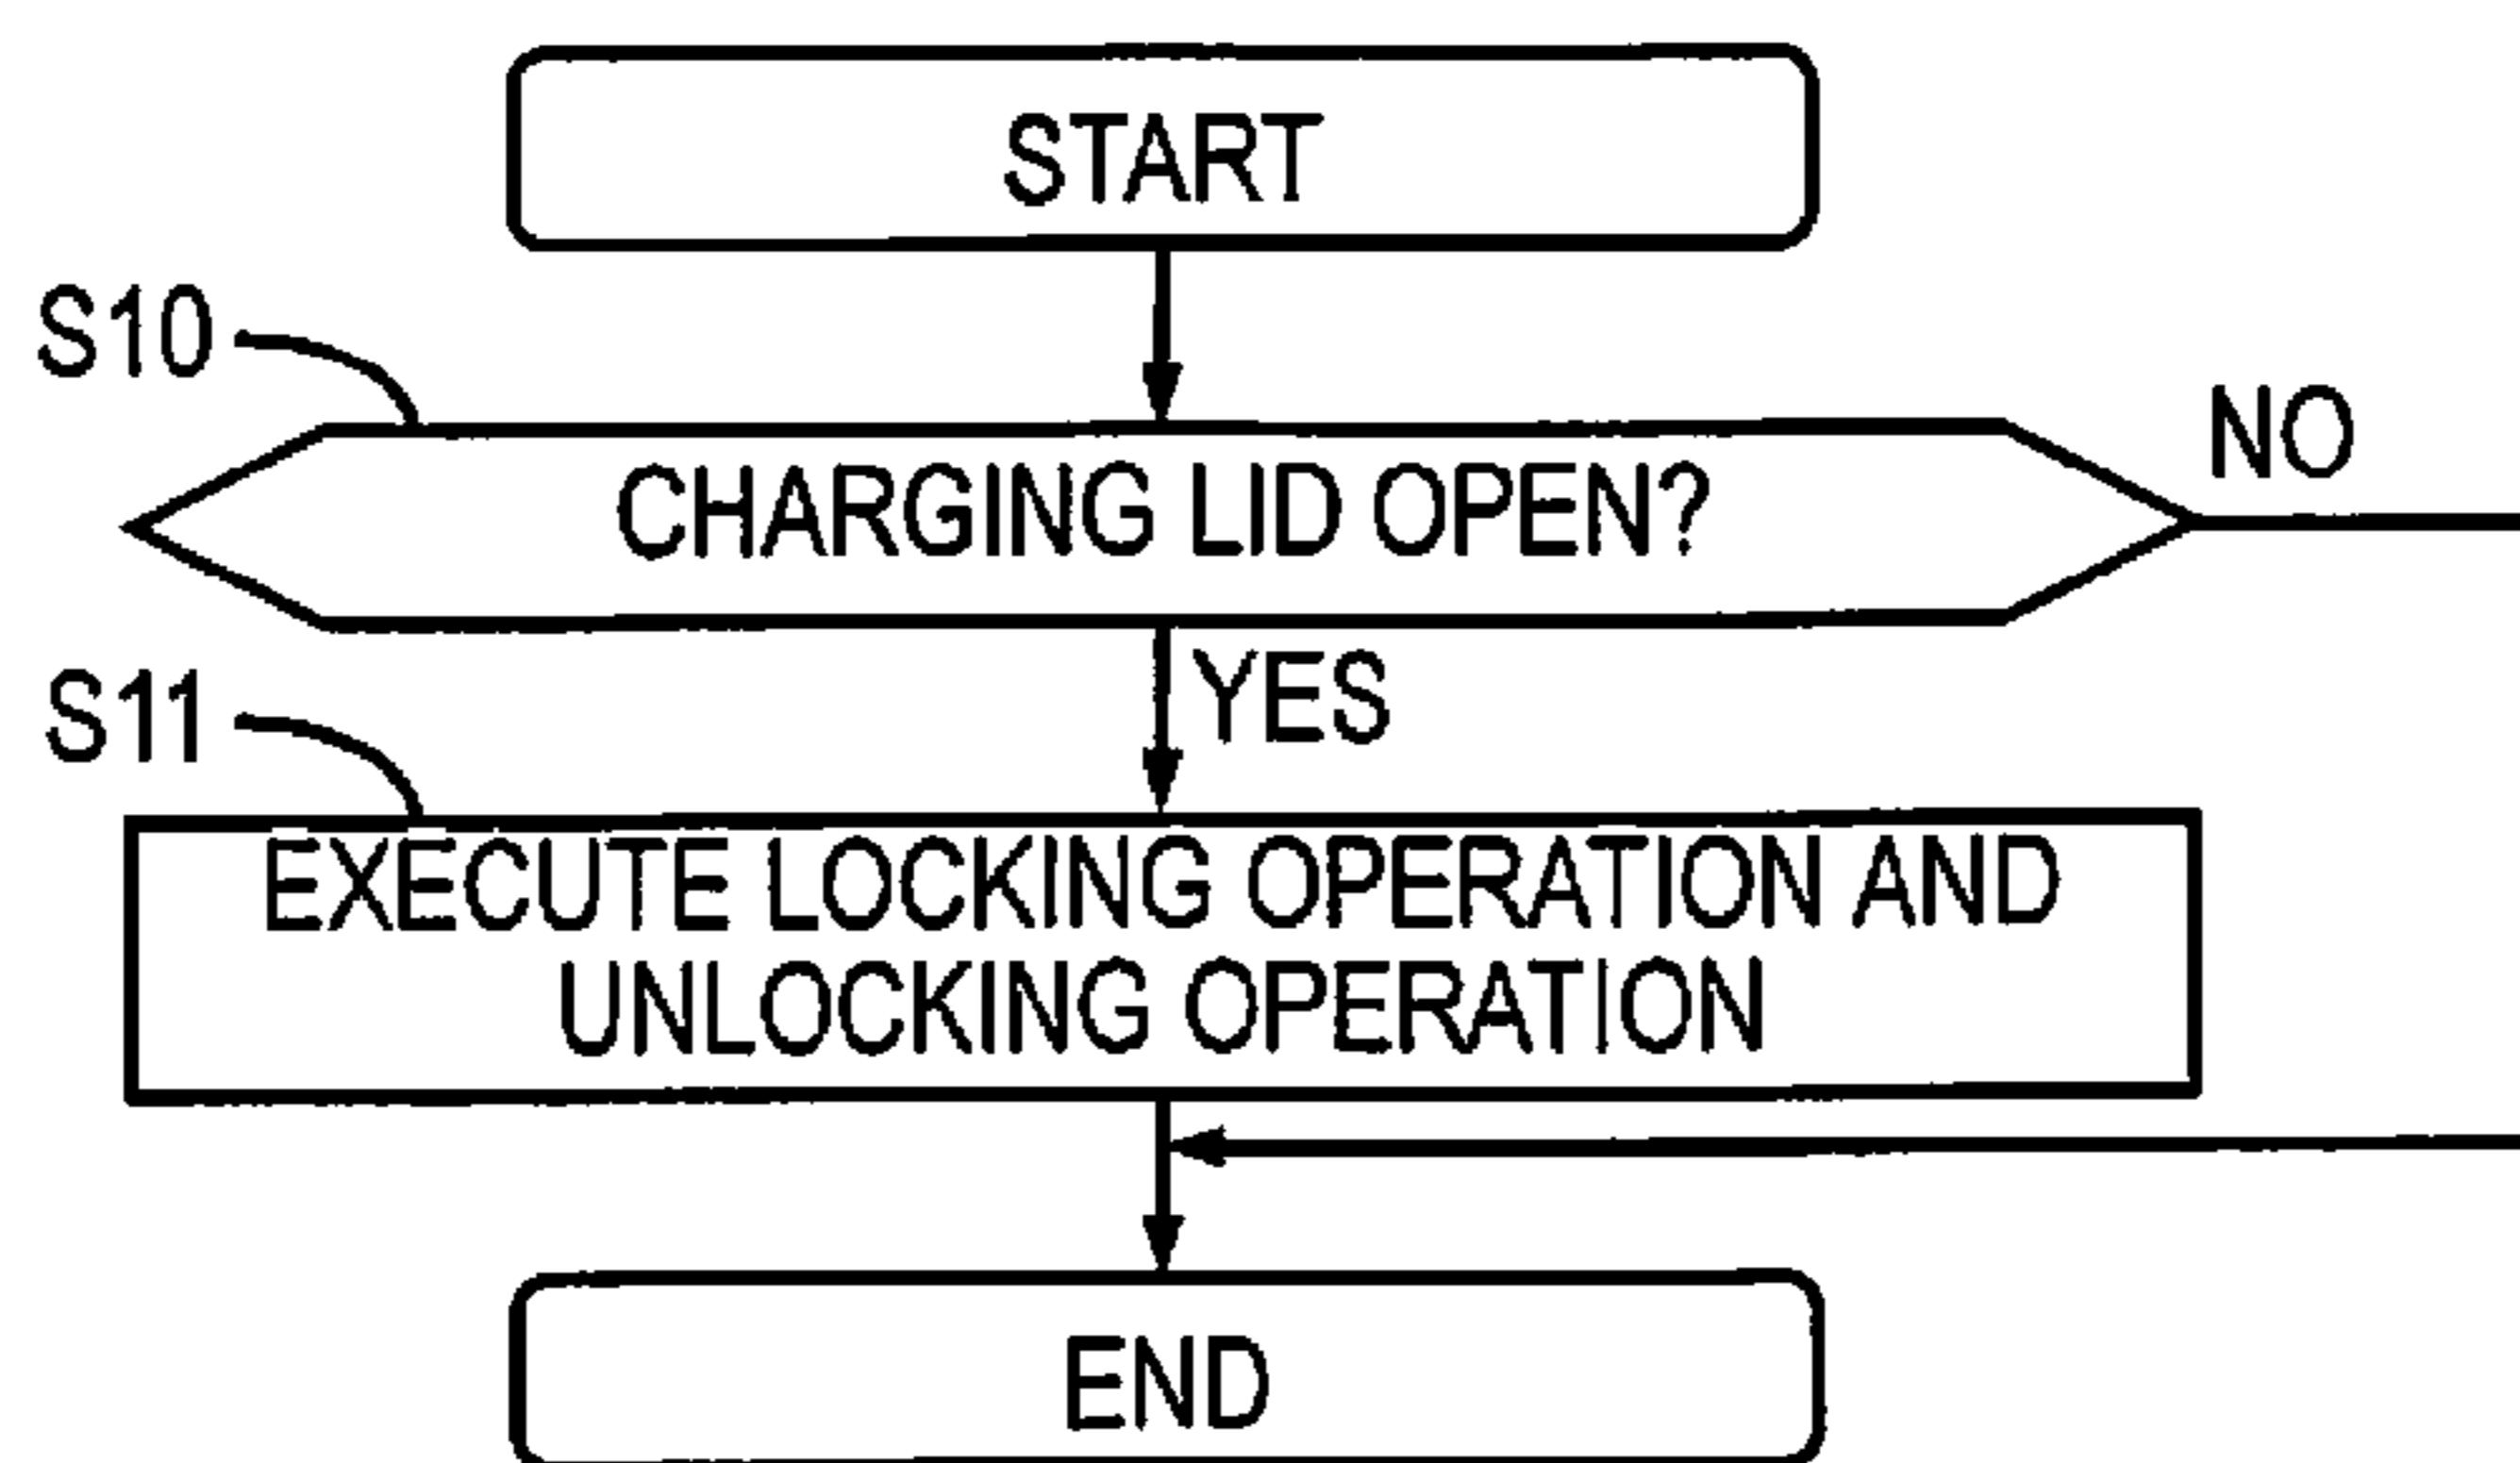 START
S10
CHARGING LID OPEN?
NO
YES
S11
EXECUTE LOCKING OPERATION AND
UNLOCKING OPERATION
END